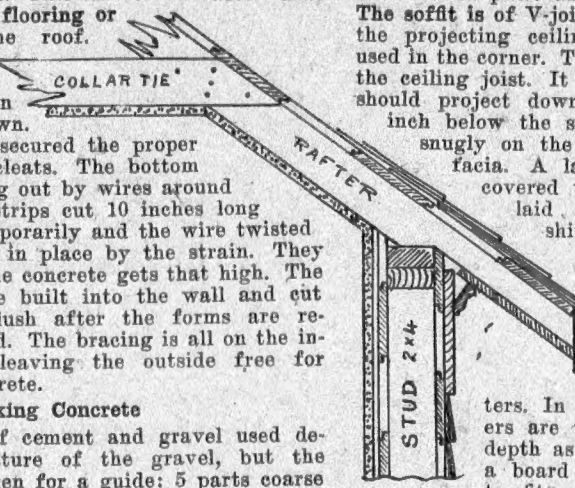 flooring or
roof.
COLLAR TIE
secured the proper
cleats. The bottom
out by wires around
strips cut 10 inches long
porarily and the wire twisted
in place by the strain. They
concrete gets that high. The
built into the wall and cut
lush after the forms are re-
The bracing is all on the in-
leaving the outside free for
rete.
king Concrete
of cement and gravel used de-
ture of the gravel, but the
en for a guide: 5 parts coarse
RAFTER
STUD 2x4
The soffit is of V-joi
the projecting ceilin
used in the corner. T
the ceiling joist. It
should project down
inch below the s
snugly on the
facia. A la
covered
laid
shi
ters. In
ers are
depth as
a board